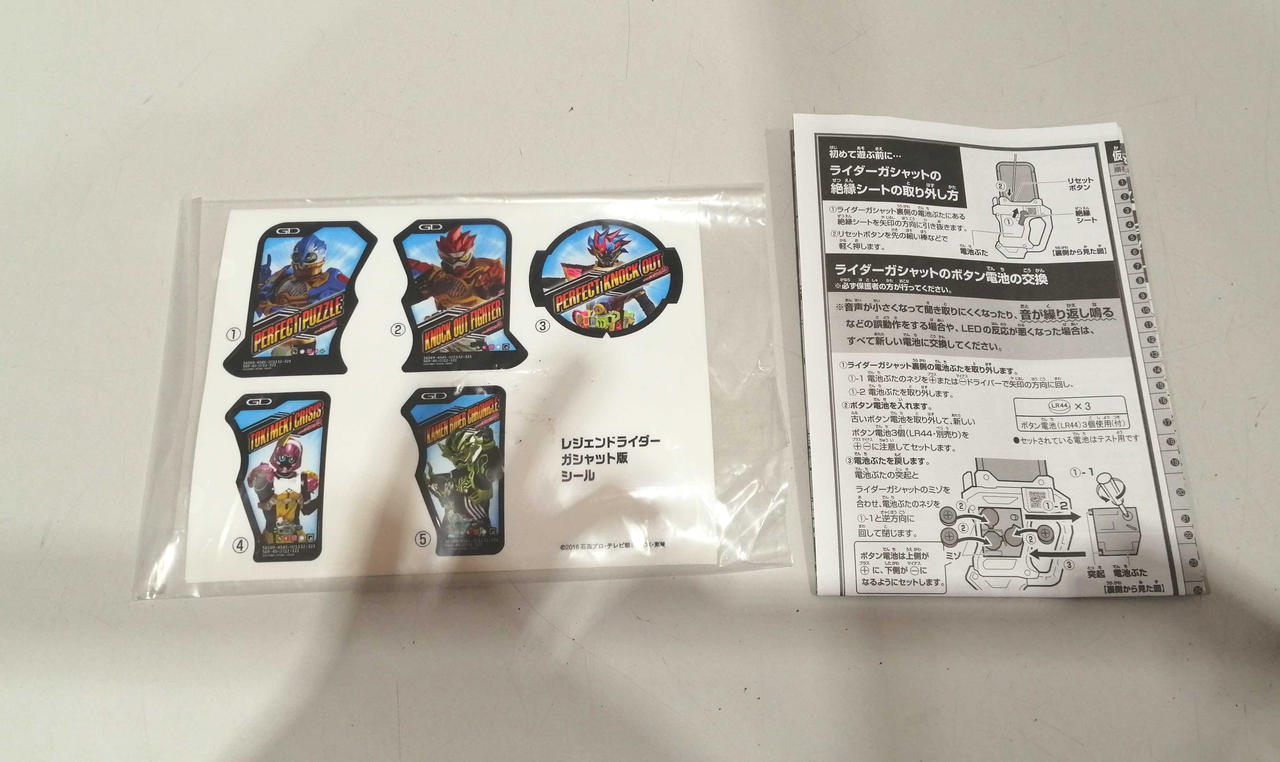 GD
PERFECT PUZZLE
①
GD
KNOCK OUT FIGHTER
②
PERFECT KNOCK OUT
③
GD
TOKIMEKI CRISIS
④
GD
KAMEN RIDER CHRONICLE
⑤
レジェンドライダー
ガシャット版
シール
©2016 石森プロ・テレビ朝
初めて遊ぶ前に…
ライダーガシャットの
絶縁シートの取り外し方
①ライダーガシャット裏側の電池ぶたにある
絶縁シートを矢印の方向に引き抜きます。
②リセットボタンを先の細い棒などで
軽く押します。
②
①
リセット
ボタン
絶縁
シート
電池ぶた
[裏側から見た図]
ライダーガシャットのボタン電池の交換
※必ず保護者の方が行ってください。
※音声が小さくなって聞き取りにくくなったり、音が繰り返し鳴る
などの誤動作をする場合や、LEDの反応が悪くなった場合は、
すべて新しい電池に交換してください。
①ライダーガシャット裏側の電池ぶたを取り外します。
①-1 電池ぶたのネジを⊕または⊖ドライバーで矢印の方向に回し、
①-2 電池ぶたを取り外します。
②ボタン電池を入れます。
古いボタン電池を取り外して、新しい
ボタン電池3個(LR44・別売り)を
⊕⊖に注意してセットします。
③電池ぶたを戻します。
電池ぶたの突起と
ライダーガシャットのミゾを
合わせ、電池ぶたのネジを
①-1と逆方向に
回して閉じます。
LR44 ×3
ボタン電池(LR44)3個使用(付)
●セットされている電池はテスト用です
ボタン電池は上側が
⊕に、下側が⊖に
なるようにセットします。
①-1
①-2
②
②
②
③
ミゾ
突起
電池ぶた
[裏側から見た図]
仮